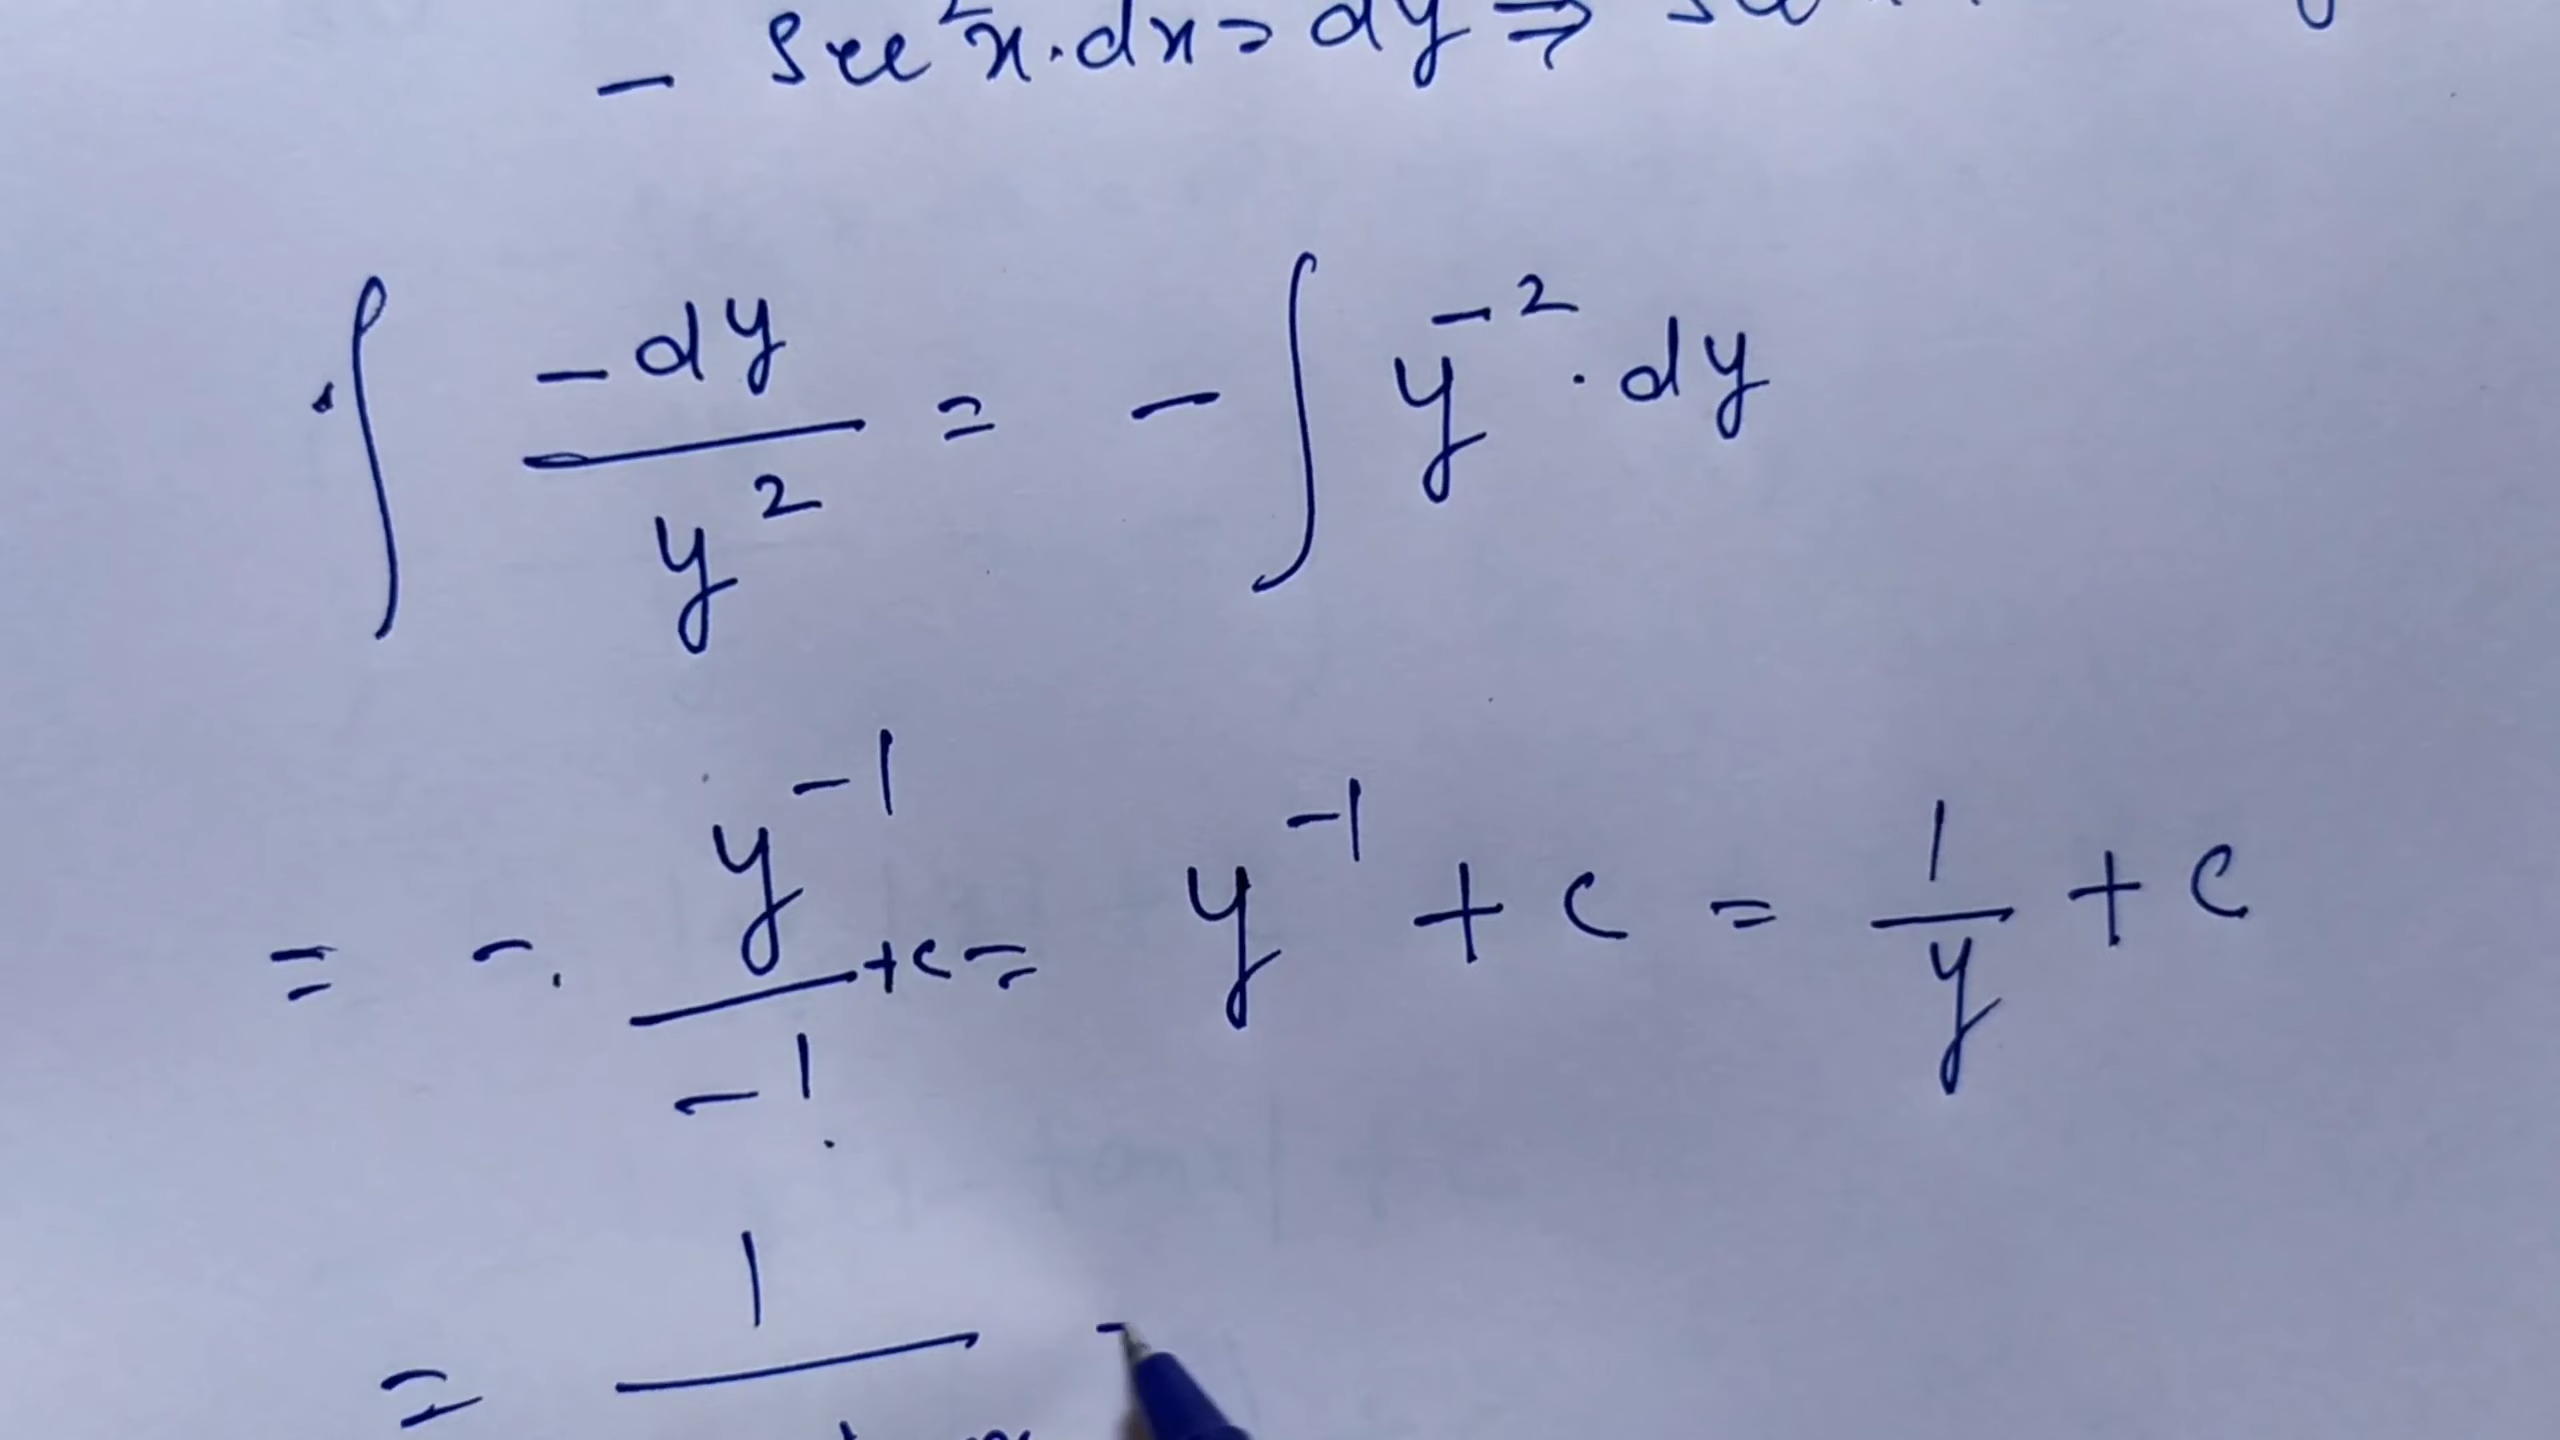 - sec²x.dx = dy ⇒
∫ -dy/y² = - ∫ y⁻² . dy
= - . y⁻¹/-1 + c = y⁻¹ + c = 1/y + c
= 1/